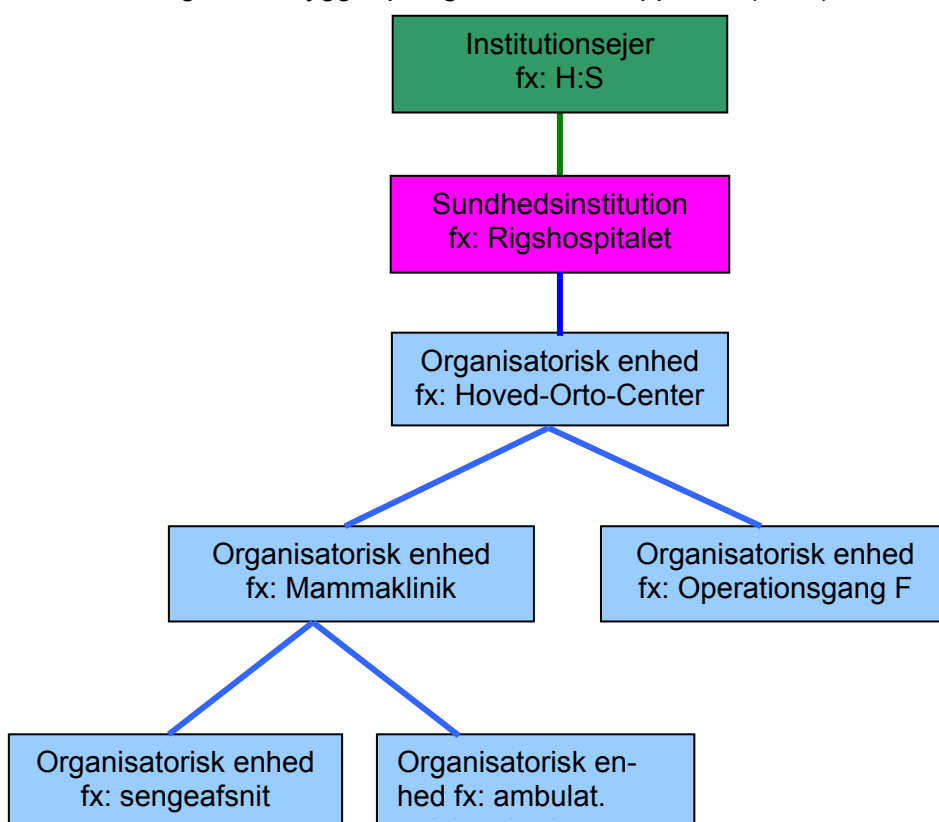 Institutionsejer
fx: H:S
Sundhedsinstitution
fx: Rigshospitalet
Organisatorisk enhed
fx: Hoved-Orto-Center
Organisatorisk enhed
fx: Mammaklinik
Organisatorisk enhed
fx: Operationsgang F
Organisatorisk enhed
fx: sengeafsnit
Organisatorisk en-
hed fx: ambulat.